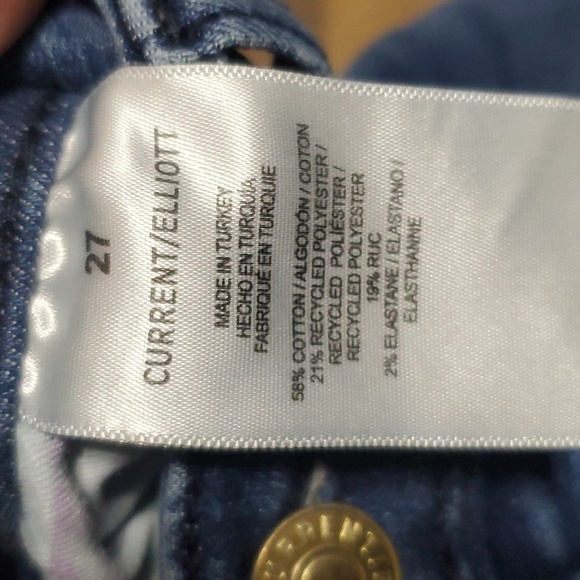 27
CURRENT/ELLIOTT
MADE IN TURKEY
HECHO EN TURQUIA
FABRIQUÉ EN TURQUIE
58% COTTON / ALGODÓN / COTON
21% RECYCLED POLYESTER /
RECYCLED POLIÉSTER /
RECYCLED POLYESTER
19% RUC
2% ELASTANE / ELASTANO /
ELASTHANNE